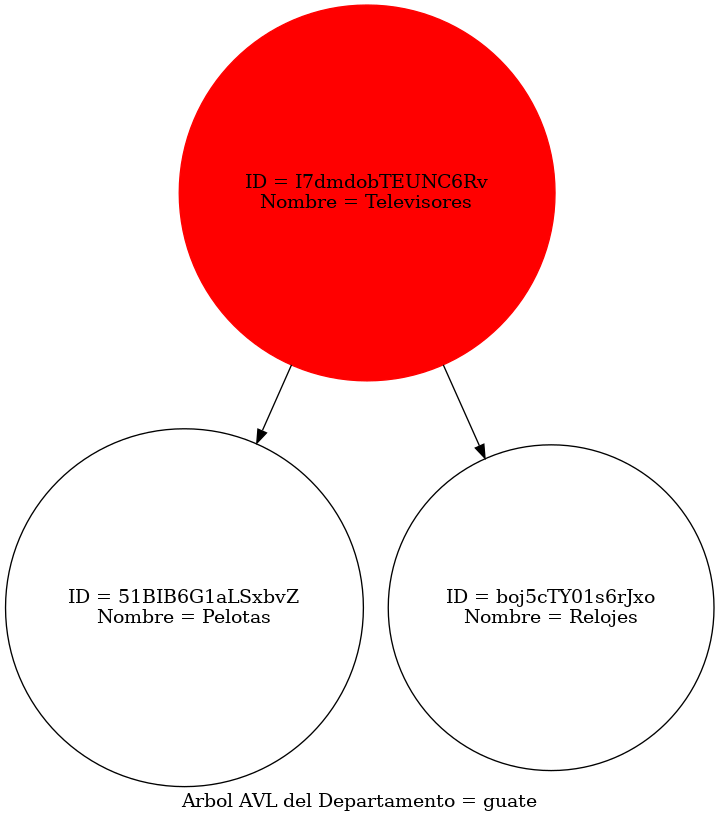 ID = I7dmdobTEUNC6Rv
Nombre = Televisores
ID = 51BIB6G1aLSxbvZ
Nombre = Pelotas
ID = boj5cTY01s6rJxo
Nombre = Relojes
Arbol AVL del Departamento = guate